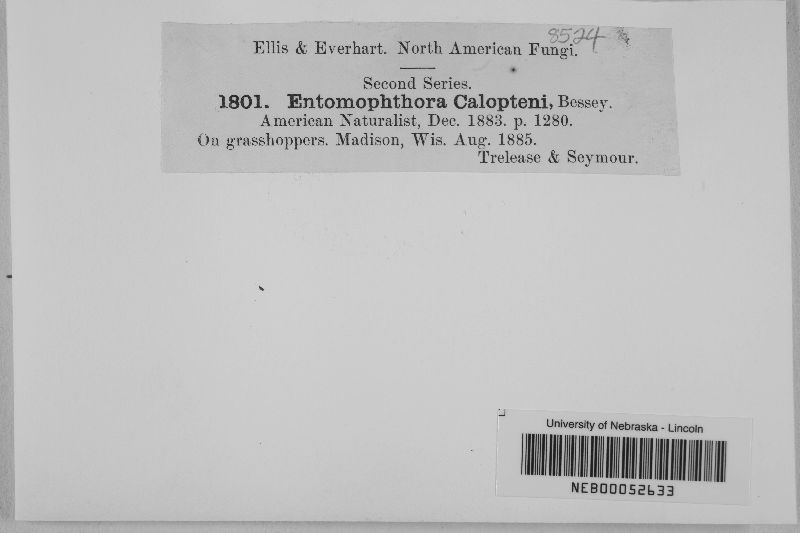 8524
Ellis & Everhart. North American Fungi.
Second Series.
1801. Entomophthora Calopteni, Bessey.
American Naturalist, Dec. 1883. p. 1280.
On grasshoppers. Madison, Wis. Aug. 1885.
Trelease & Seymour.
University of Nebraska - Lincoln
NEB00052633